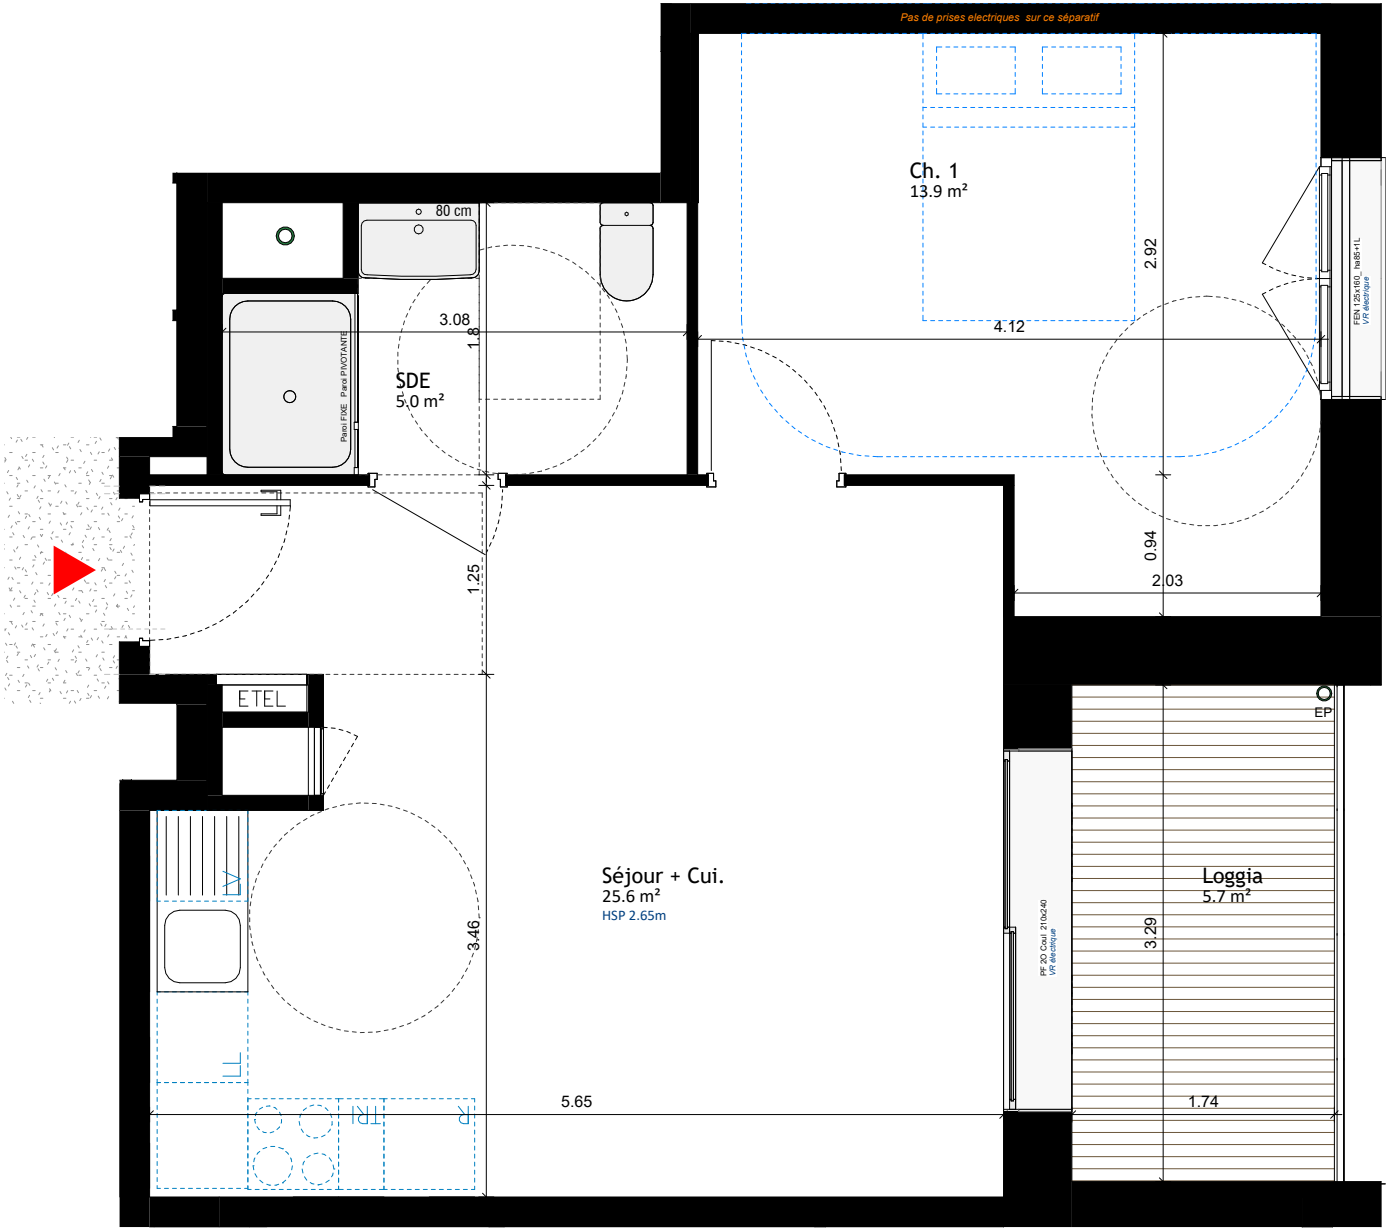 Pas de prises electriques sur ce séparatif
Ch. 1
13.9 m²
80 cm
2.92
FEN 125x160_ ha85+1L
VR électrique
3.08
1.8
4.12
Paroi FIXE Paroi PIVOTANTE
SDE
5.0 m²
0.94
1.25
2.03
ETEL
EP
LV
Séjour + Cui.
25.6 m²
HSP 2.65m
Loggia
5.7 m²
3.46
3.29
PF 2O Coul 210x240
VR électrique
LL
5.65
1.74
TRI
R